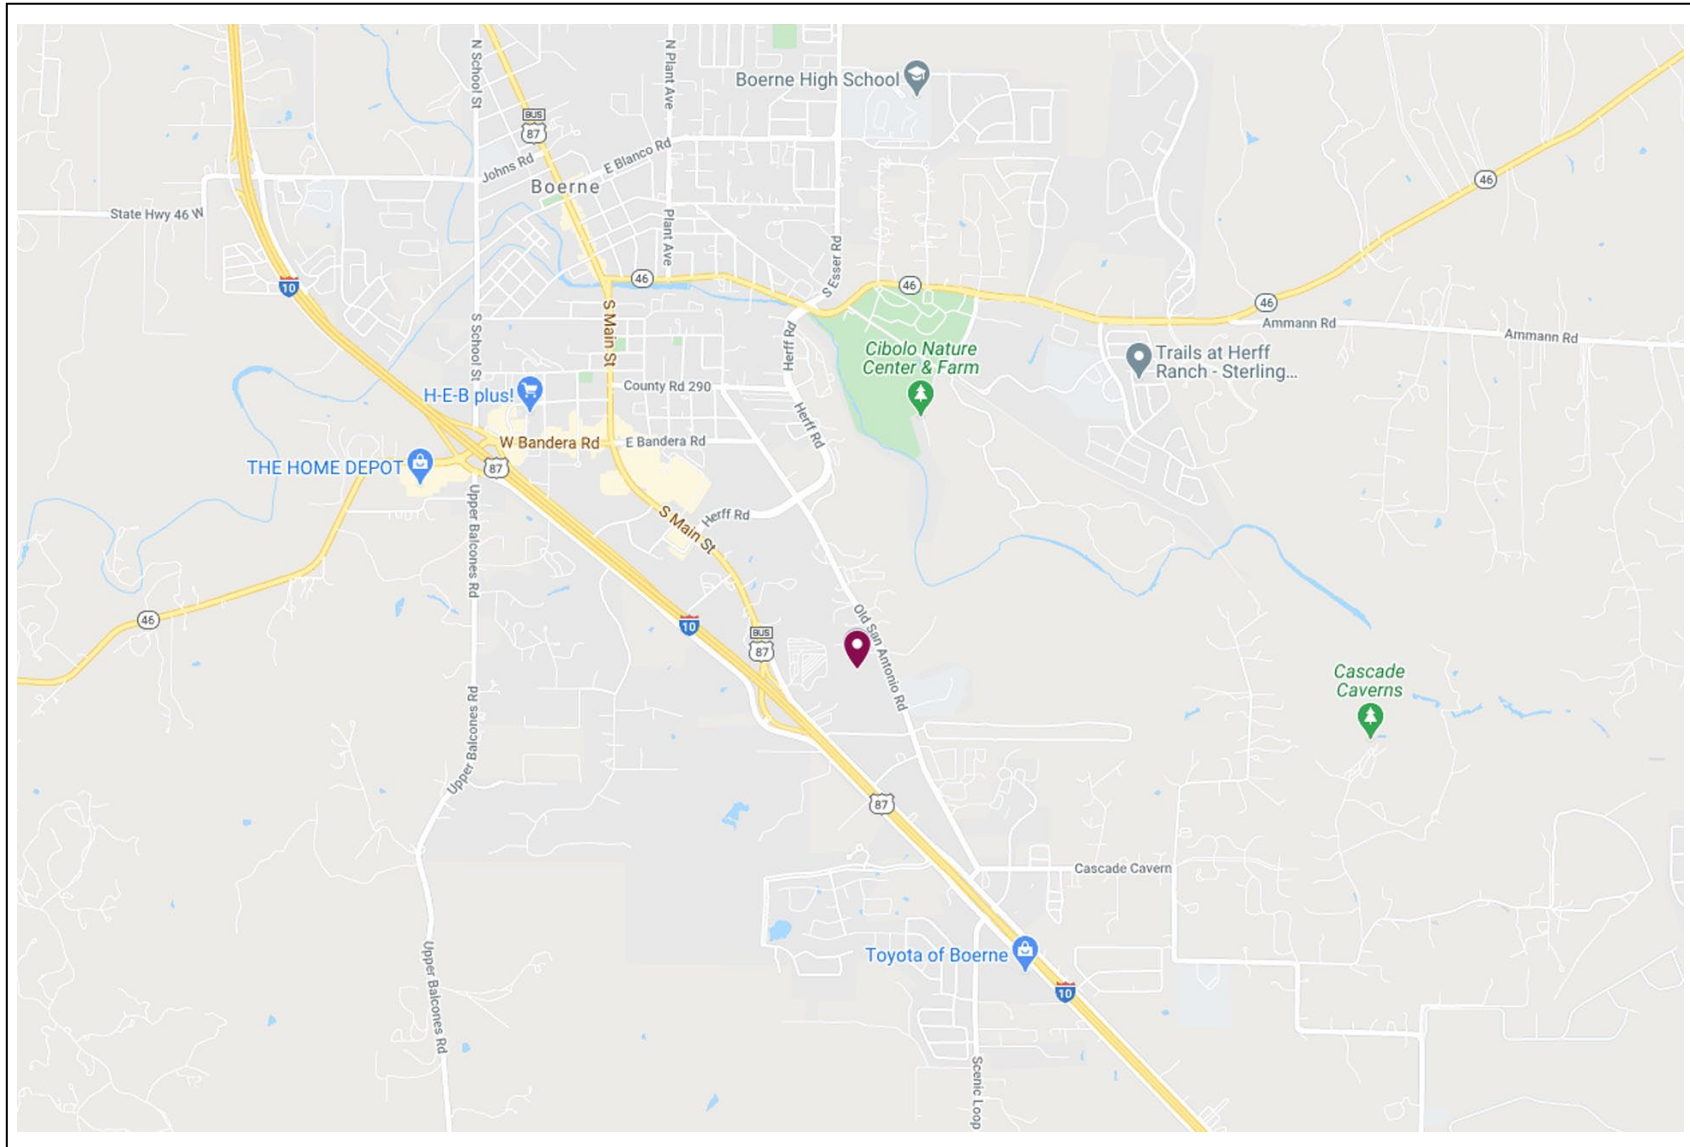 N School St
N Plant Ave
Boerne High School
BUS
87
E Blanco Rd
Johns Rd
Boerne
46
State Hwy 46 W
Plant Ave
S Esser Rd
46
46
10
46
S School St
S Main St
Herff Rd
Ammann Rd
Ammann Rd
Cibolo Nature
Center & Farm
Trails at Herff
Ranch - Sterling...
County Rd 290
H-E-B plus!
Herff Rd
W Bandera Rd
E Bandera Rd
THE HOME DEPOT
87
Upper Balcones Rd
Herff Rd
S Main St
46
10
BUS
87
Old San Antonio Rd
Cascade
Caverns
Upper Balcones Rd
87
Cascade Cavern
Toyota of Boerne
Upper Balcones Rd
10
Scenic Loop